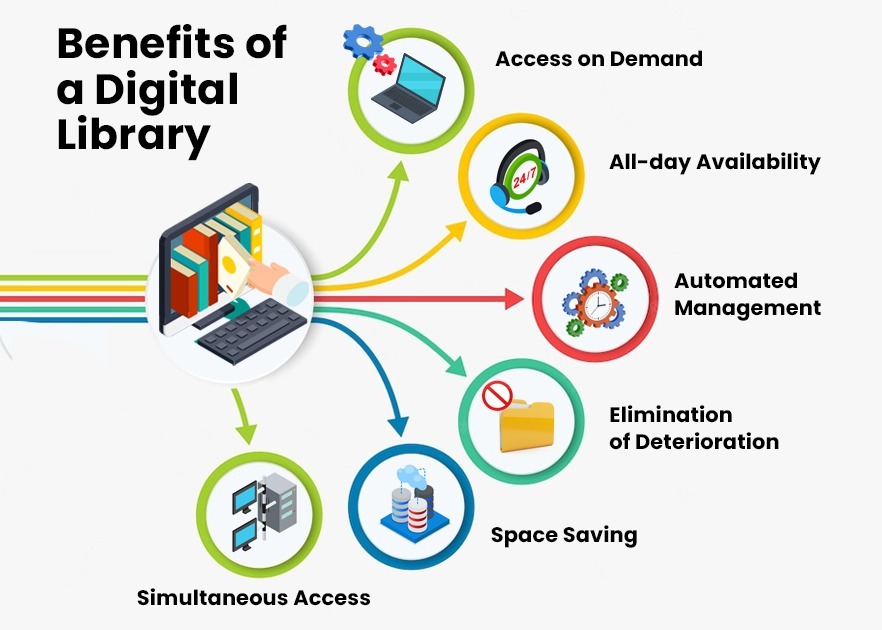 Benefits of
a Digital
Library
Access on Demand
24/7
All-day Availability
Automated
Management
Elimination
of Deterioration
Space Saving
Simultaneous Access